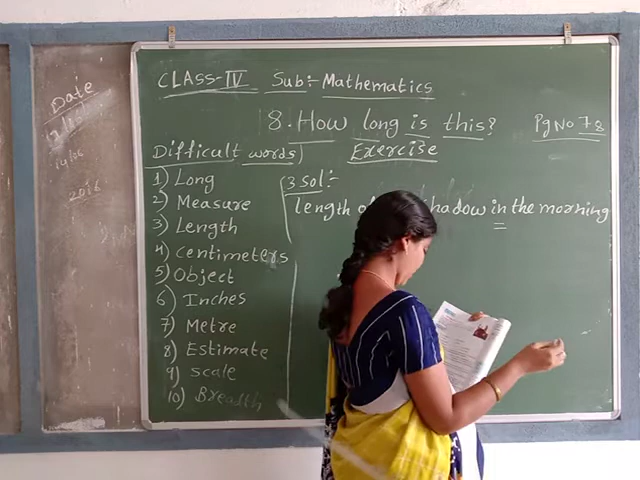 Date
2016
CLASS-IV Sub:- Mathematics
8. How long is this? Pg No 78
Difficult words Exercise
1) Long
2) Measure
3) Length
4) centimeters
5) Object
6) Inches
7) Metre
8) Estimate
9) scale
10) Breadth
3 sol:-
length of shadow in the morning
=